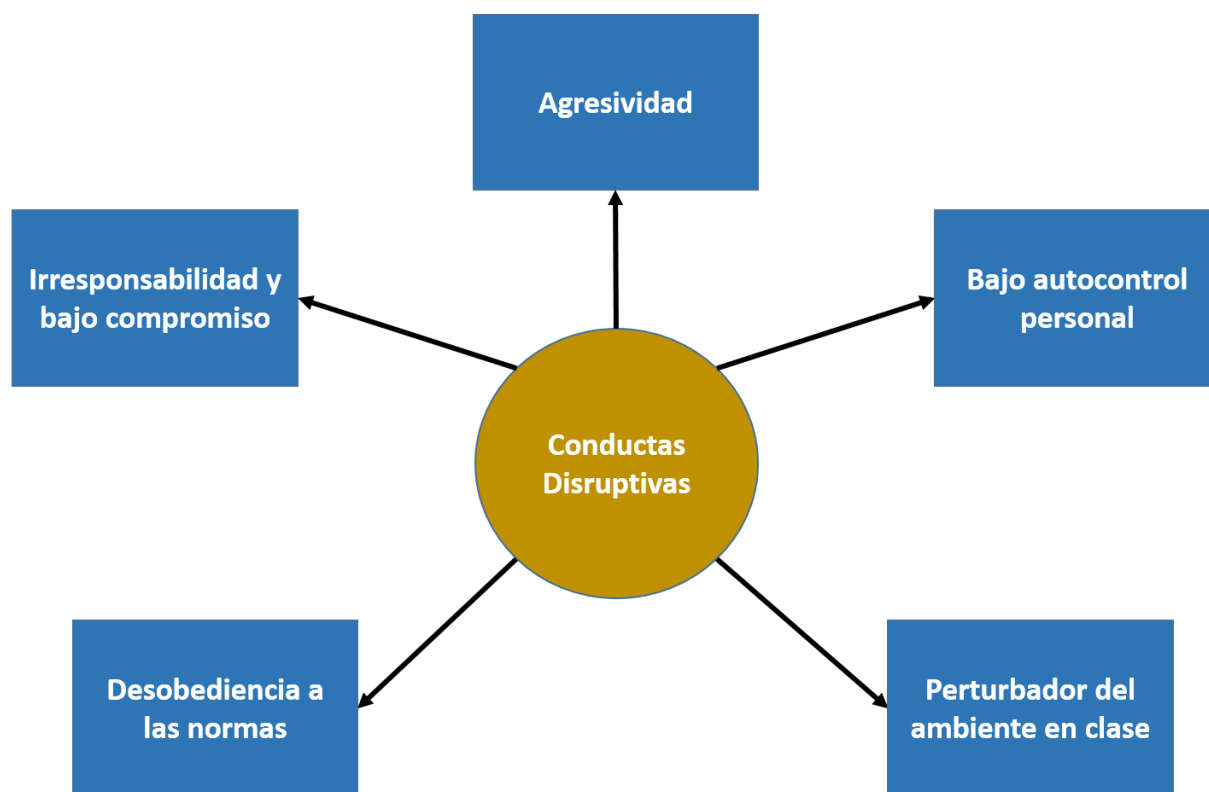 Agresividad
Irresponsabilidad y
bajo compromiso
Bajo autocontrol
personal
Conductas
Disruptivas
Desobediencia a
las normas
Perturbador del
ambiente en clase